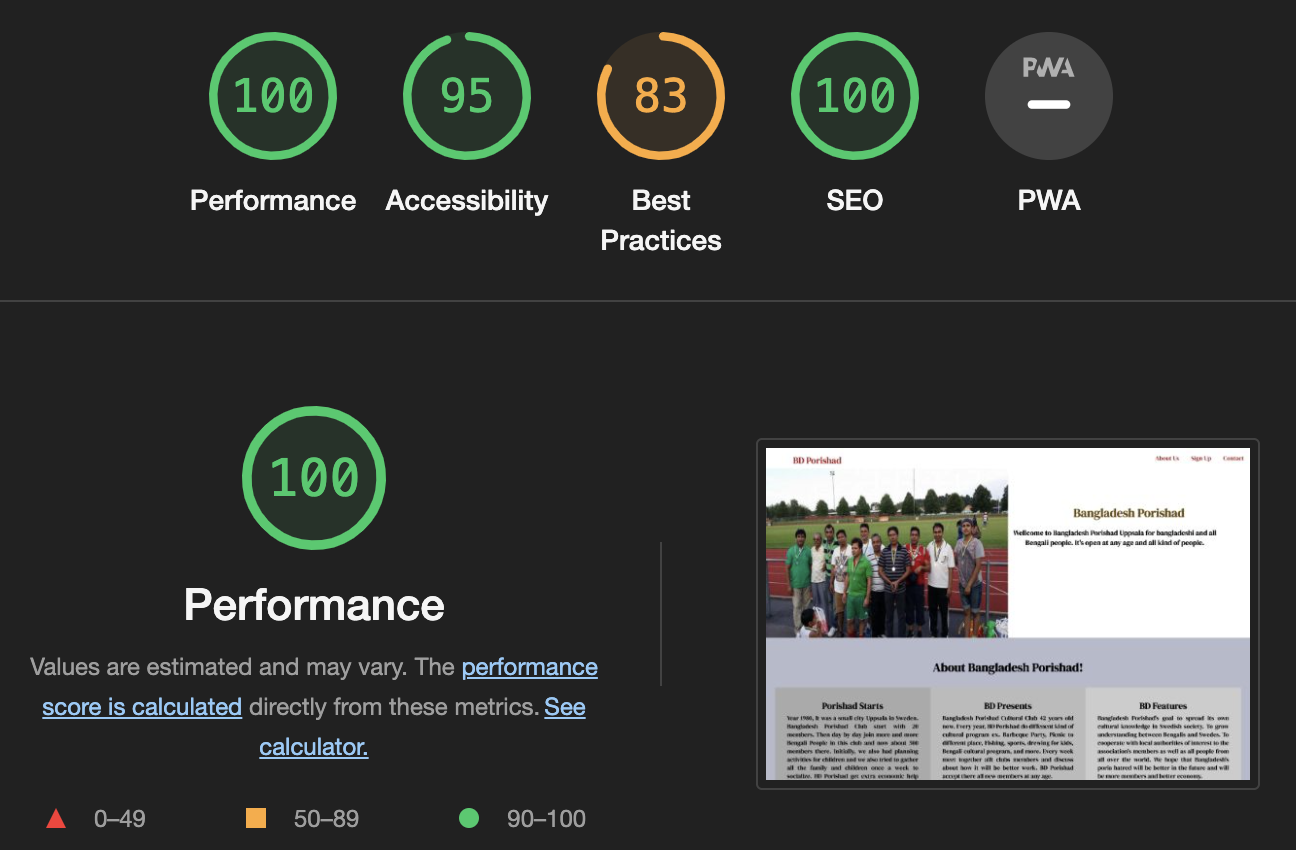 100
95
83
100
PWA
Performance
Accessibility
Best
Practices
SEO
PWA
100
Performance
Values are estimated and may vary. The performance
score is calculated directly from these metrics. See
calculator.
0–49
50–89
90–100
BD Porishad
About Us
Sign Up
Contact
Bangladesh Porishad
Welcome to Bangladesh Porishad Uppsala for bangladeshi and all
Bengali people. It's open at any age and all kind of people.
About Bangladesh Porishad!
Porishad Starts
Year 1980, It was a small city Uppsala in Sweden.
Bangladesh Porishad Club start with 20
members. Then day by day join more and more
Bengali People in this club and now about 300
members there. Initially, we also had planning
activities for children and we also tried to gather
all the family and children once a week to
socialize. BD Porishad get extra economic help
BD Presents
Bangladesh Porishad Cultural Club 42 years old
now. Every year, BD Porishad do different kind of
cultural program ex. Barbeque Party, Picnic to
different place, Fishing, sports, drewing for kids,
Bengali cultural program, and more. Every week
meet together all clubs members and discuss
about how it will be better work. BD Porishad
accept there all new members at any age.
BD Features
Bangladesh Porishad's goal to spread its own
cultural knowledge in Swedish society. To grow
understanding between Bengalis and Swedes. To
cooperate with local authorities of interest to the
association's members as well as all people from
all over the world. We hope that Bangladesh's
poris hatred will be better in the future and will
be more members and better economy.